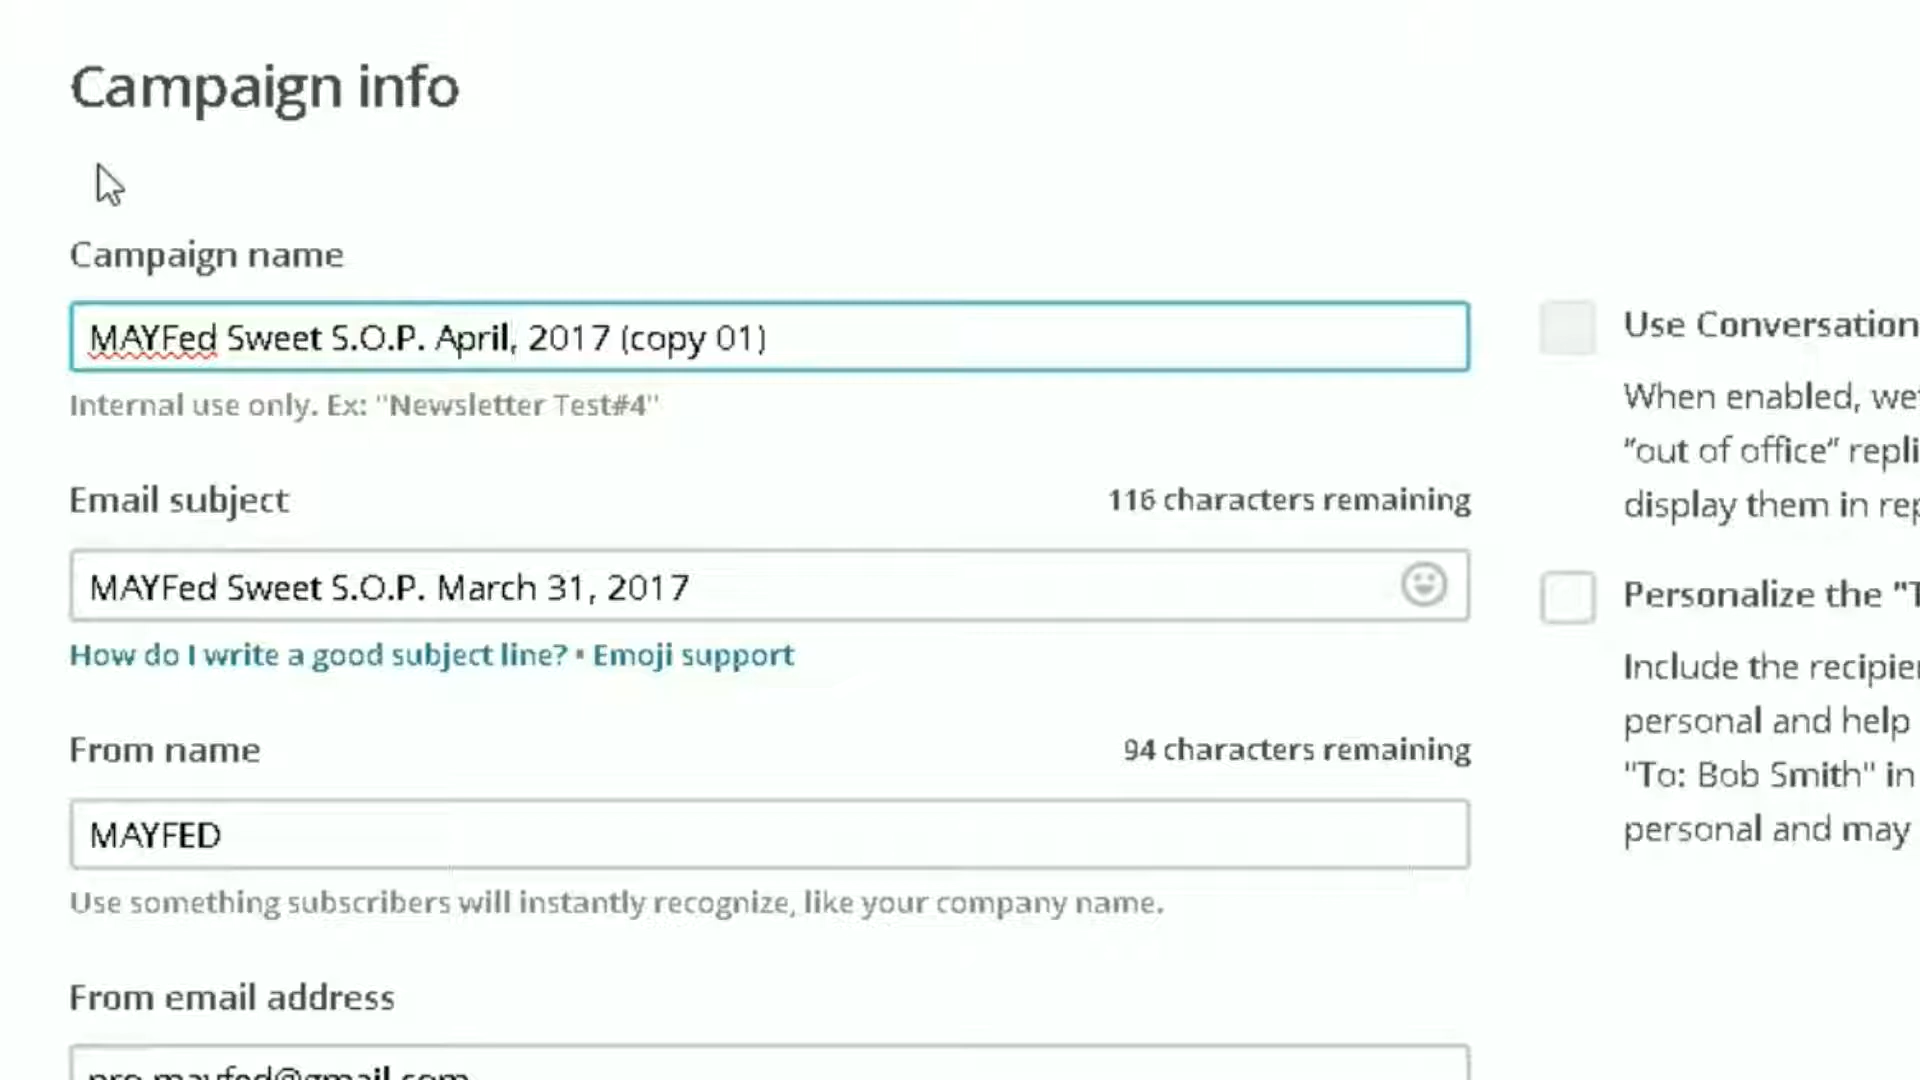 Campaign info
Campaign name
MAYFed Sweet S.O.P. April, 2017 (copy 01)
Internal use only. Ex: "Newsletter Test#4"
Email subject
116 characters remaining
MAYFed Sweet S.O.P. March 31, 2017
How do I write a good subject line? • Emoji support
From name
94 characters remaining
MAYFED
Use something subscribers will instantly recognize, like your company name.
From email address
pro.mayfed@gmail.com
Use Conversation
When enabled, we'
"out of office" repli
display them in rep
Personalize the "T
Include the recipie
personal and help
"To: Bob Smith" in
personal and may